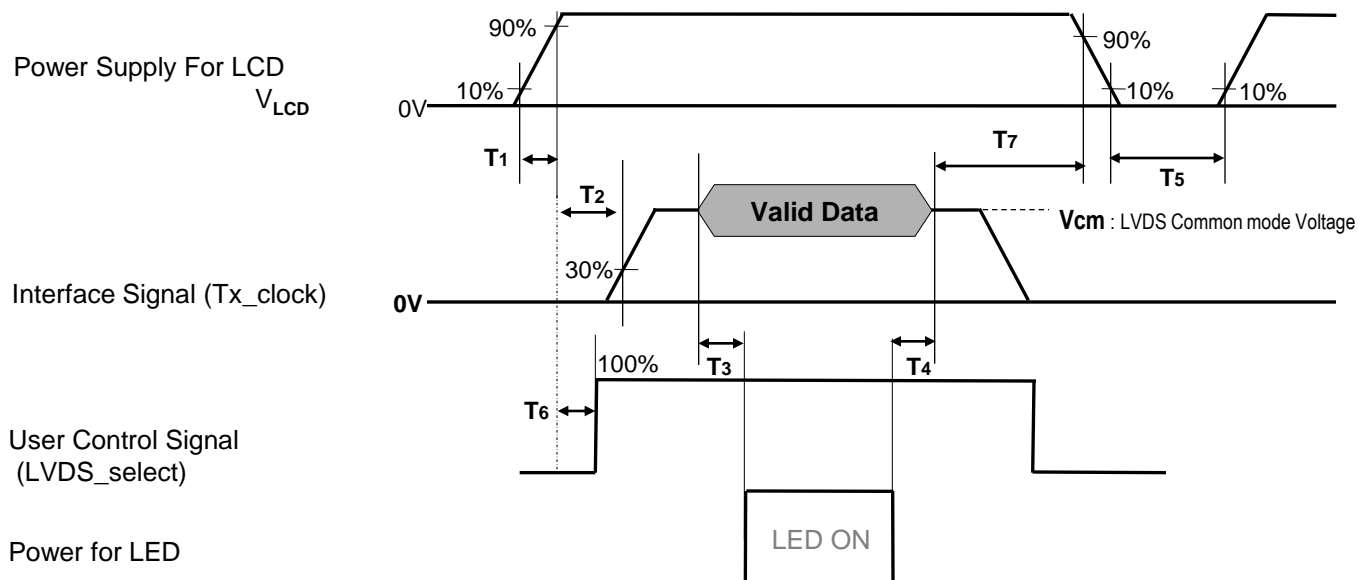 90%
90%
Power Supply For LCD
VLCD
10%
10%
10%
0V
T1
T7
T2
T5
Valid Data
Vcm : LVDS Common mode Voltage
30%
Interface Signal (Tx_clock)
0V
T3
T4
100%
T6
User Control Signal
(LVDS_select)
LED ON
Power for LED